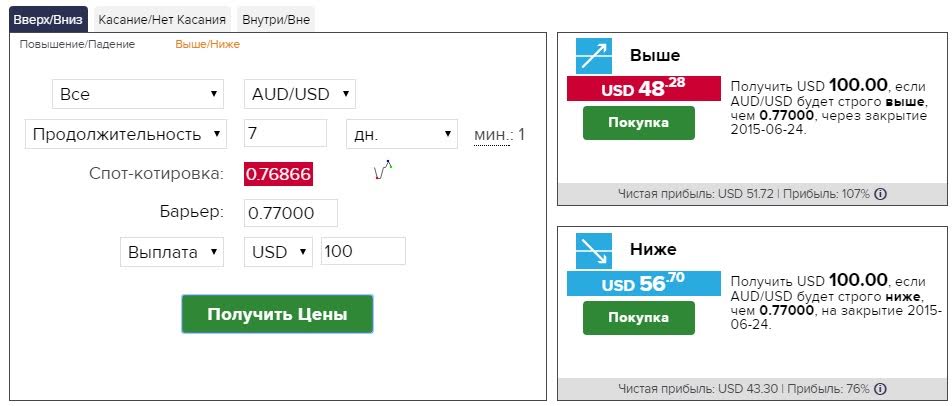 Вверх/Вниз Касание/Нет Касания Внутри/Вне
Повышение/Падение Выше/Ниже
Все AUD/USD
Продолжительность 7 дн. мин.: 1
Спот-котировка: 0.76866
Барьер: 0.77000
Выплата USD 100
Получить Цены
Выше
USD 48.28
Покупка
Получить USD 100.00, если
AUD/USD будет строго выше,
чем 0.77000, через закрытие
2015-06-24.
Чистая прибыль: USD 51.72 | Прибыль: 107%
Ниже
USD 56.70
Покупка
Получить USD 100.00, если
AUD/USD будет строго ниже,
чем 0.77000, на закрытие 2015-
06-24.
Чистая прибыль: USD 43.30 | Прибыль: 76%